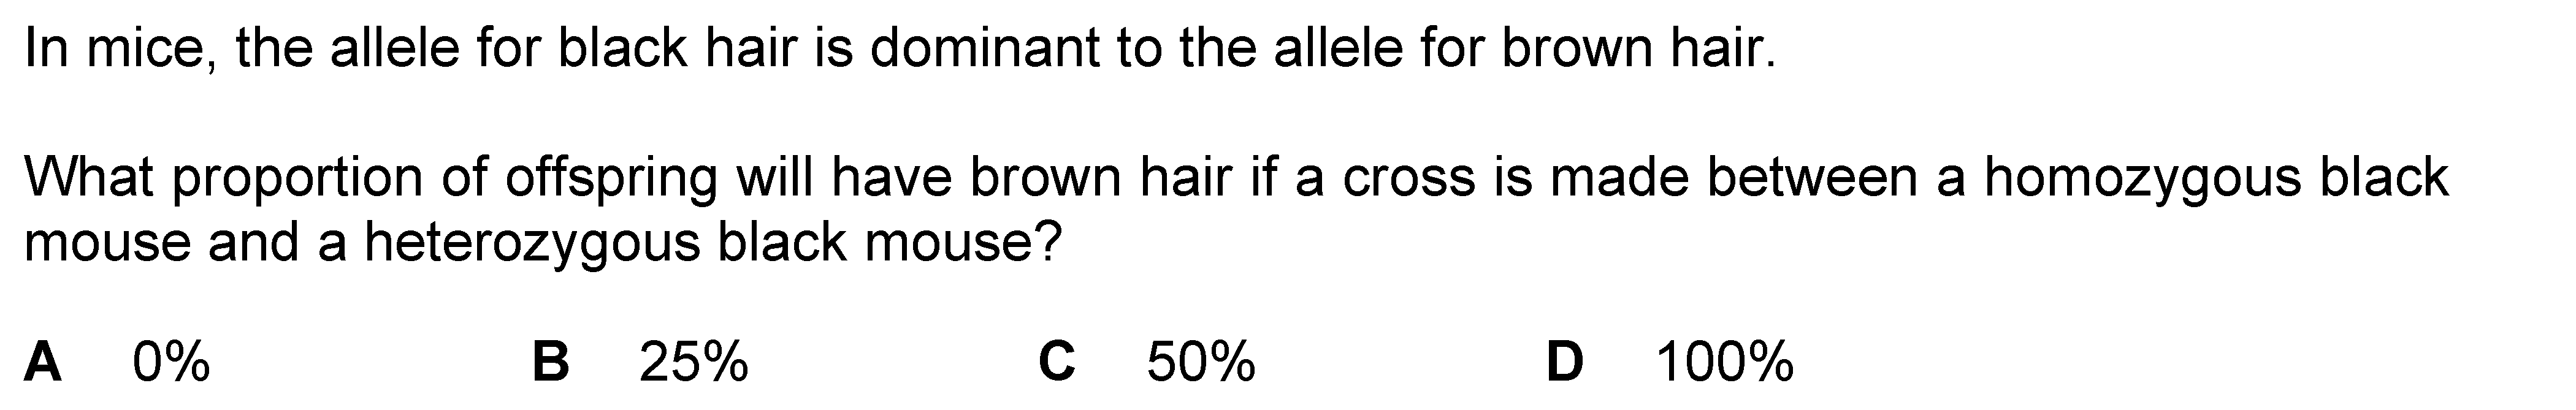 In mice, the allele for black hair is dominant to the allele for brown hair.
What proportion of offspring will have brown hair if a cross is made between a homozygous black
mouse and a heterozygous black mouse?
A 0% B 25% C 50% D 100%